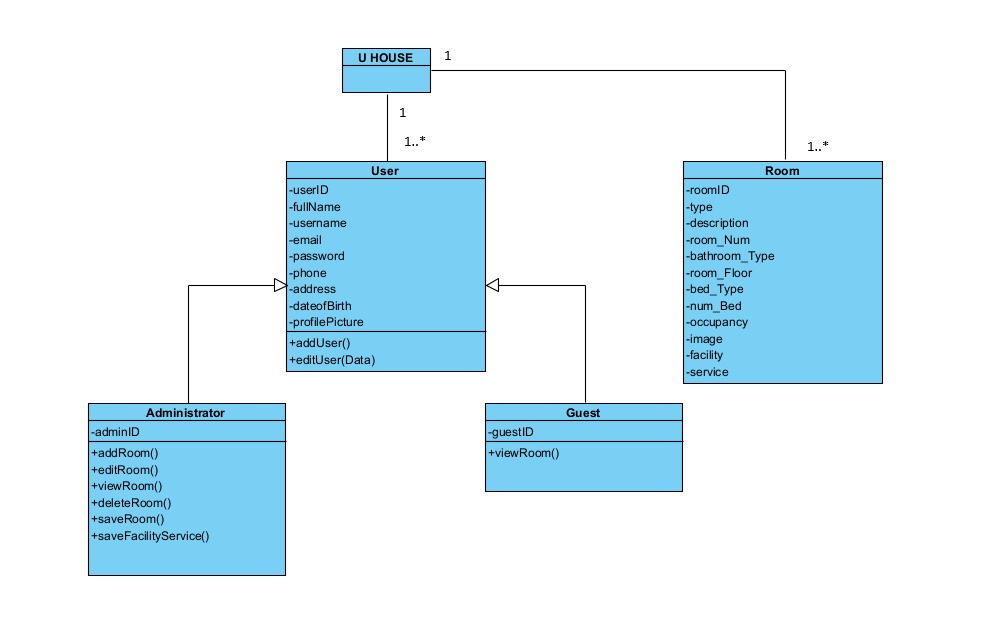 U HOUSE
1
1
1..*
1..*
User
-userID
-fullName
-username
-email
-password
-phone
-address
-dateofBirth
-profilePicture
+addUser()
+editUser(Data)
Room
-roomID
-type
-description
-room_Num
-bathroom_Type
-room_Floor
-bed_Type
-num_Bed
-occupancy
-image
-facility
-service
Administrator
-adminID
+addRoom()
+editRoom()
+viewRoom()
+deleteRoom()
+saveRoom()
+saveFacilityService()
Guest
-guestID
+viewRoom()